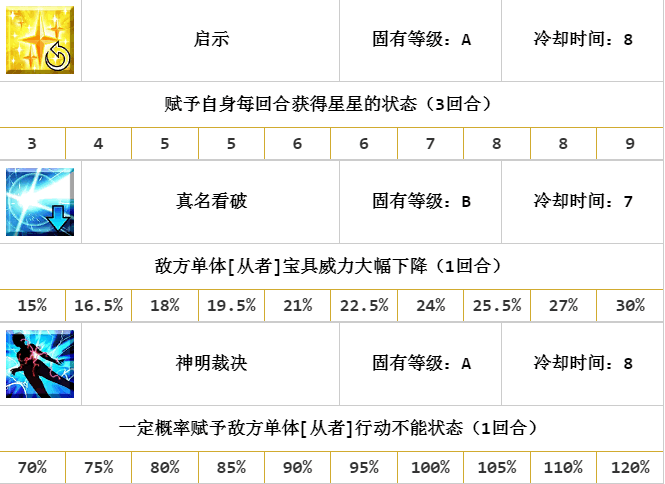 启示 固有等级：A 冷却时间：8
赋予自身每回合获得星星的状态（3回合）
3 4 5 5 6 6 7 8 8 9
真名看破 固有等级：B 冷却时间：7
敌方单体[从者]宝具威力大幅下降（1回合）
15% 16.5% 18% 19.5% 21% 22.5% 24% 25.5% 27% 30%
神明裁决 固有等级：A 冷却时间：8
一定概率赋予敌方单体[从者]行动不能状态（1回合）
70% 75% 80% 85% 90% 95% 100% 105% 110% 120%